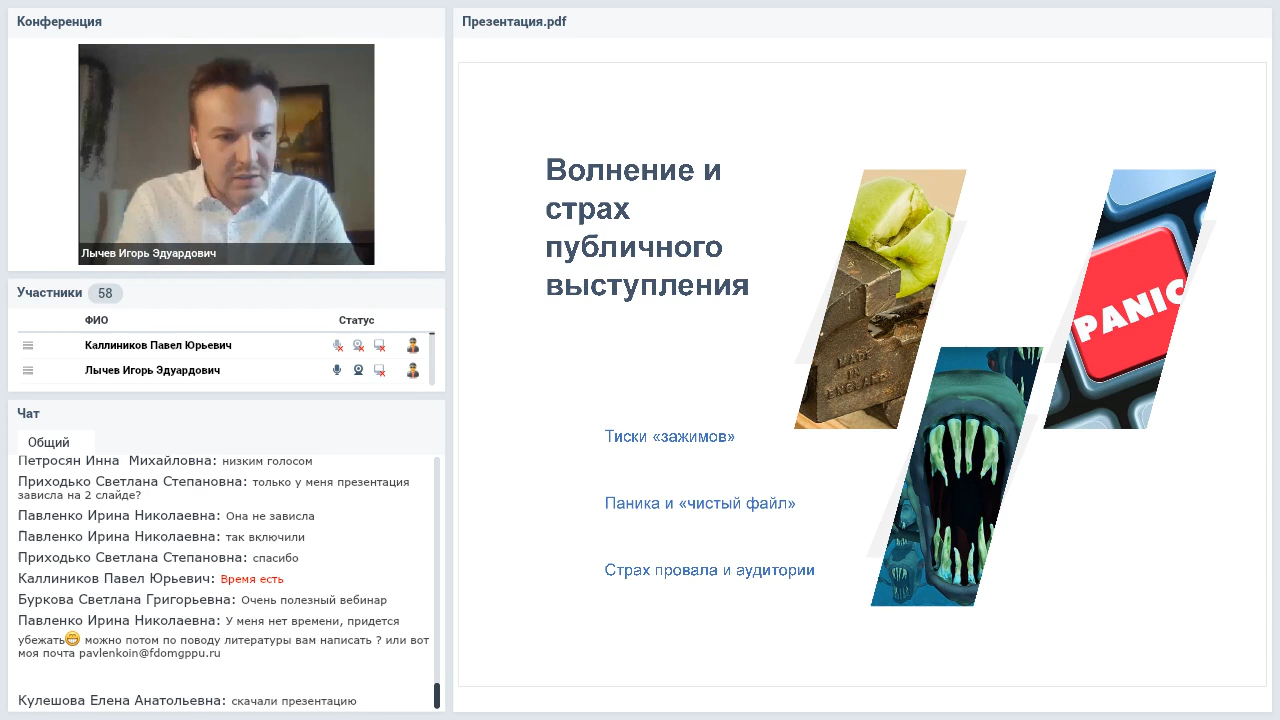 Конференция
Лычев Игорь Эдуардович
Участники 58
ФИО Статус
Каллиников Павел Юрьевич
Лычев Игорь Эдуардович
Чат
Общий
Петросян Инна Михайловна: низким голосом
Приходько Светлана Степановна: только у меня презентация
зависла на 2 слайде?
Павленко Ирина Николаевна: Она не зависла
Павленко Ирина Николаевна: так включили
Приходько Светлана Степановна: спасибо
Каллиников Павел Юрьевич: Время есть
Буркова Светлана Григорьевна: Очень полезный вебинар
Павленко Ирина Николаевна: У меня нет времени, придется
убежать😁 можно потом по поводу литературы вам написать ? или вот
моя почта pavlenkoin@fdomgppu.ru
Кулешова Елена Анатольевна: скачали презентацию
Презентация.pdf
Волнение и
страх
публичного
выступления
Тиски «зажимов»
Паника и «чистый файл»
Страх провала и аудитории
MADE
IN
ENGLAND
PANIC